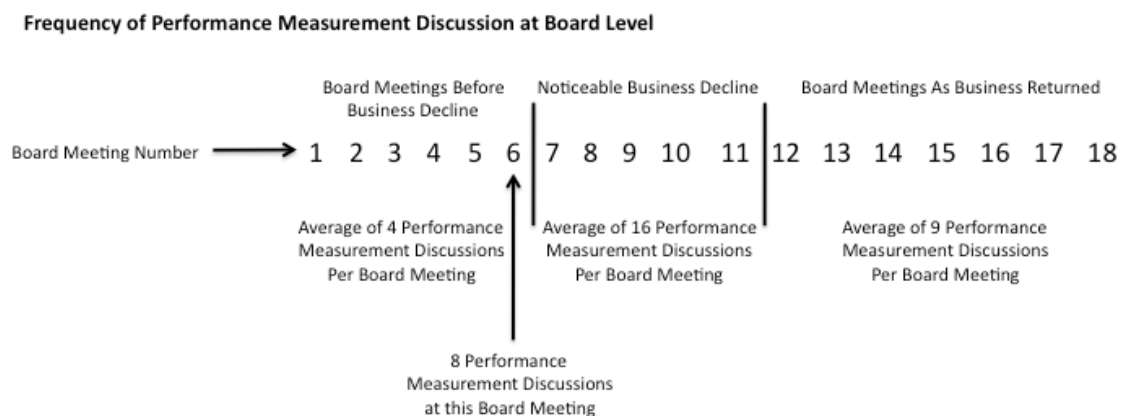 Frequency of Performance Measurement Discussion at Board Level
Board Meetings Before
Business Decline
Noticeable Business Decline
Board Meetings As Business Returned
Board Meeting Number
1 2 3 4 5 6 7 8 9 10 11 12 13 14 15 16 17 18
Average of 4 Performance
Measurement Discussions
Per Board Meeting
Average of 16 Performance
Measurement Discussions
Per Board Meeting
Average of 9 Performance
Measurement Discussions
Per Board Meeting
8 Performance
Measurement Discussions
at this Board Meeting